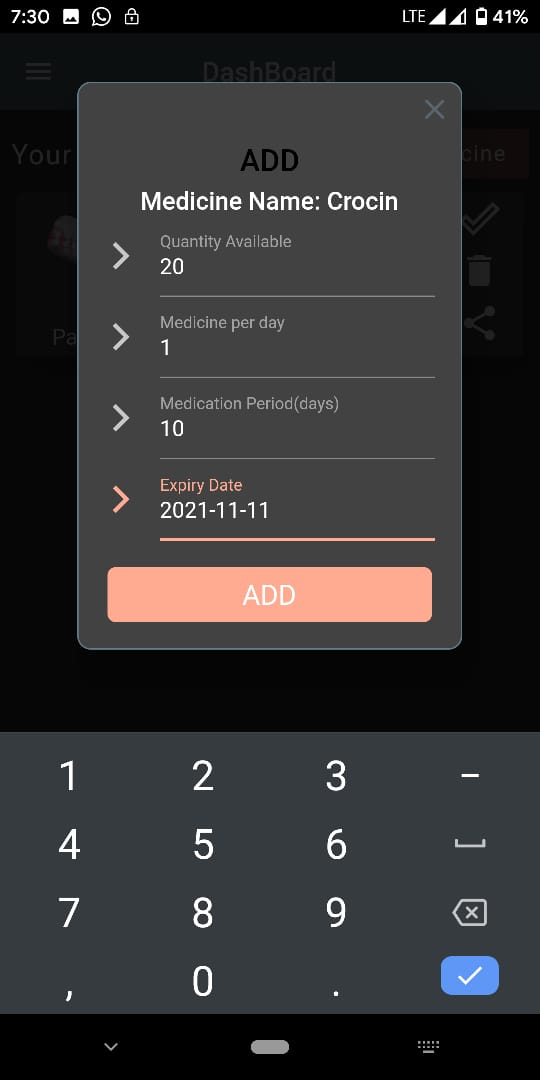 7:30 LTE 41%
DashBoard
Your cine
ADD
Medicine Name: Crocin
Quantity Available
20
Medicine per day
1
Pa
Medication Period(days)
10
Expiry Date
2021-11-11
ADD
1 2 3 -
4 5 6
7 8 9
, 0 .